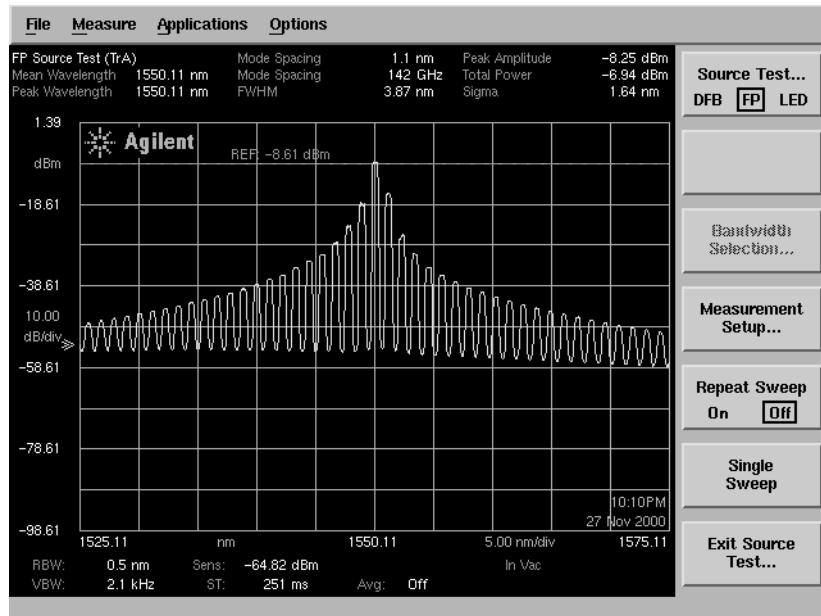 File Measure Applications Options
FP Source Test (TrA)
Mean Wavelength 1550.11 nm
Peak Wavelength 1550.11 nm
Mode Spacing 1.1 nm
Mode Spacing 142 GHz
FWHM 3.87 nm
Peak Amplitude -8.25 dBm
Total Power -6.94 dBm
Sigma 1.64 nm
1.39
Agilent
REF: -8.61 dBm
dBm
-18.61
-38.61
10.00
dB/div
-58.61
-78.61
10:10PM
27 Nov 2000
-98.61
1525.11 nm 1550.11 5.00 nm/div 1575.11
RBW: 0.5 nm Sens: -64.82 dBm In Vac
VBW: 2.1 kHz ST: 251 ms Avg: Off
Source Test...
DFB FP LED
Bandwidth
Selection...
Measurement
Setup...
Repeat Sweep
On Off
Single
Sweep
Exit Source
Test...